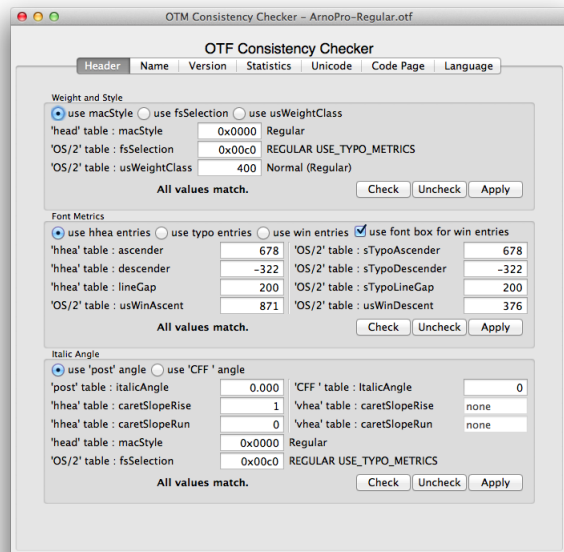 OTM Consistency Checker – ArnoPro-Regular.otf
OTF Consistency Checker
Header Name Version Statistics Unicode Code Page Language
Weight and Style
use macStyle use fsSelection use usWeightClass
'head' table : macStyle 0x0000 Regular
'OS/2' table : fsSelection 0x00c0 REGULAR USE_TYPO_METRICS
'OS/2' table : usWeightClass 400 Normal (Regular)
All values match. Check Uncheck Apply
Font Metrics
use hhea entries use typo entries use win entries use font box for win entries
'hhea' table : ascender 678 'OS/2' table : sTypoAscender 678
'hhea' table : descender -322 'OS/2' table : sTypoDescender -322
'hhea' table : lineGap 200 'OS/2' table : sTypoLineGap 200
'OS/2' table : usWinAscent 871 'OS/2' table : usWinDescent 376
All values match. Check Uncheck Apply
Italic Angle
use 'post' angle use 'CFF ' angle
'post' table : italicAngle 0.000 'CFF ' table : ItalicAngle 0
'hhea' table : caretSlopeRise 1 'vhea' table : caretSlopeRise none
'hhea' table : caretSlopeRun 0 'vhea' table : caretSlopeRun none
'head' table : macStyle 0x0000 Regular
'OS/2' table : fsSelection 0x00c0 REGULAR USE_TYPO_METRICS
All values match. Check Uncheck Apply